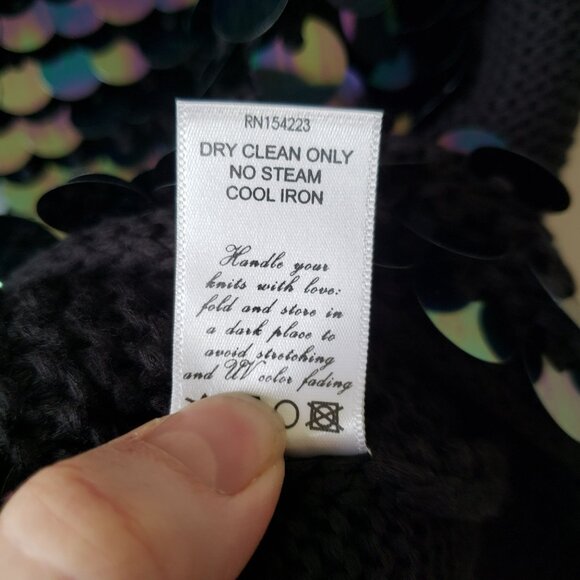 RN154223
DRY CLEAN ONLY
NO STEAM
COOL IRON
Handle your
knits with love:
fold and store in
a dark place to
avoid stretching
and UV color fading